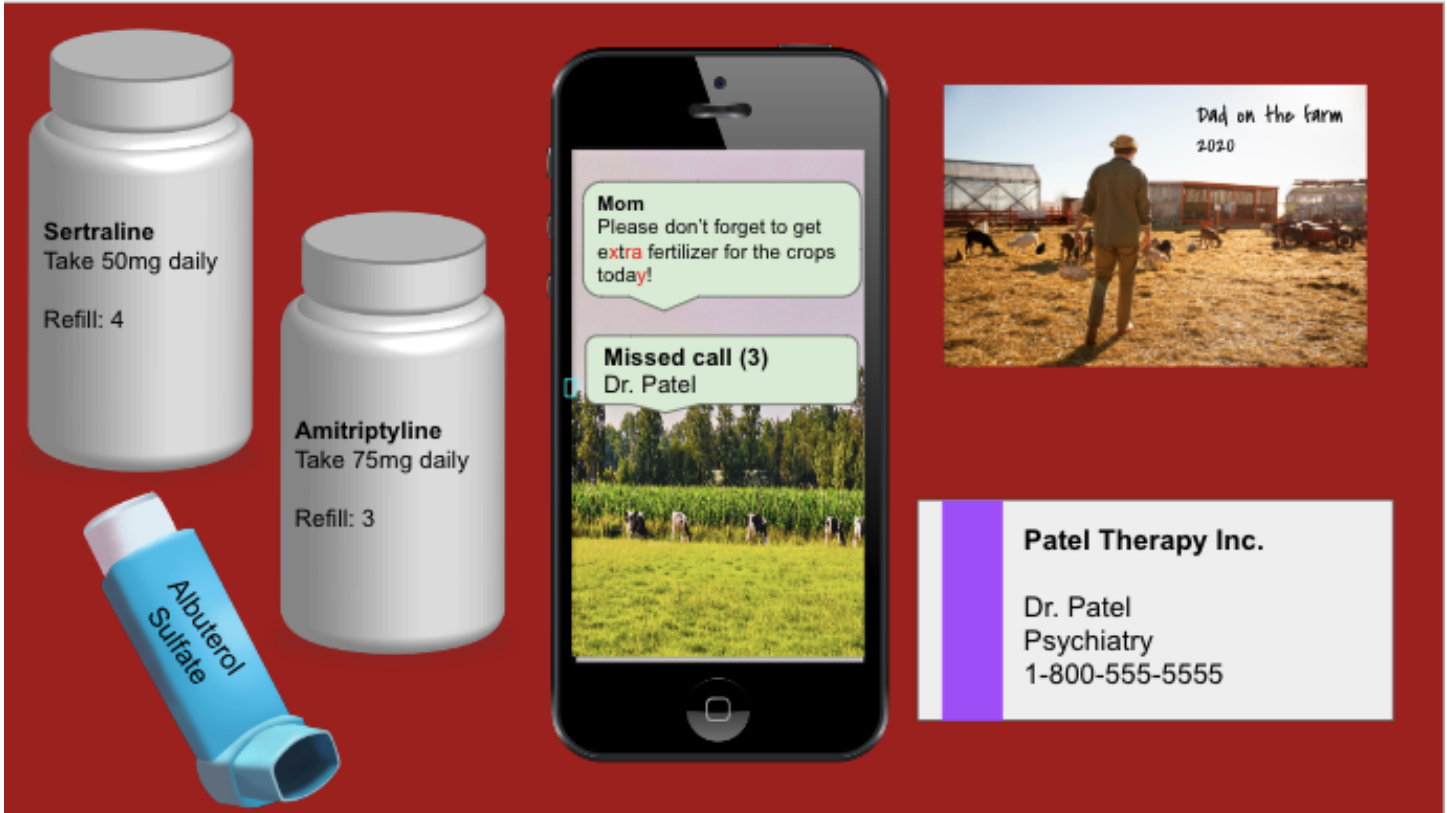 Sertraline
Take 50mg daily
Refill: 4
Amitriptyline
Take 75mg daily
Refill: 3
Albuterol
Sulfate
Mom
Please don't forget to get
extra fertilizer for the crops
today!
Missed call (3)
Dr. Patel
Dad on the farm
2020
Patel Therapy Inc.
Dr. Patel
Psychiatry
1-800-555-5555